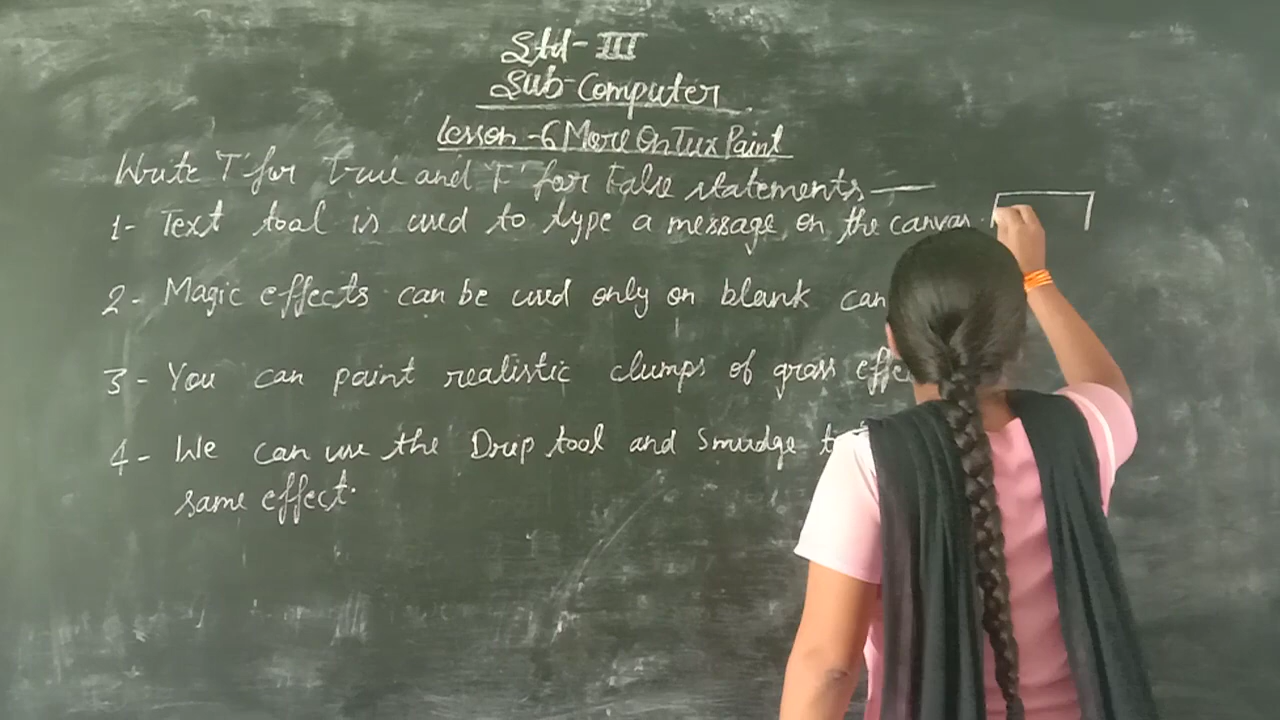 Std-III
Sub-Computer
Lesson-6 More On Tux Paint
Write 'T' for True and 'F' for False statements—
1- Text tool is used to type a message on the canvas.
2- Magic effects can be used only on blank can
3- You can paint realistic clumps of grass effe
4- We can use the Drip tool and Smudge t
same effect.